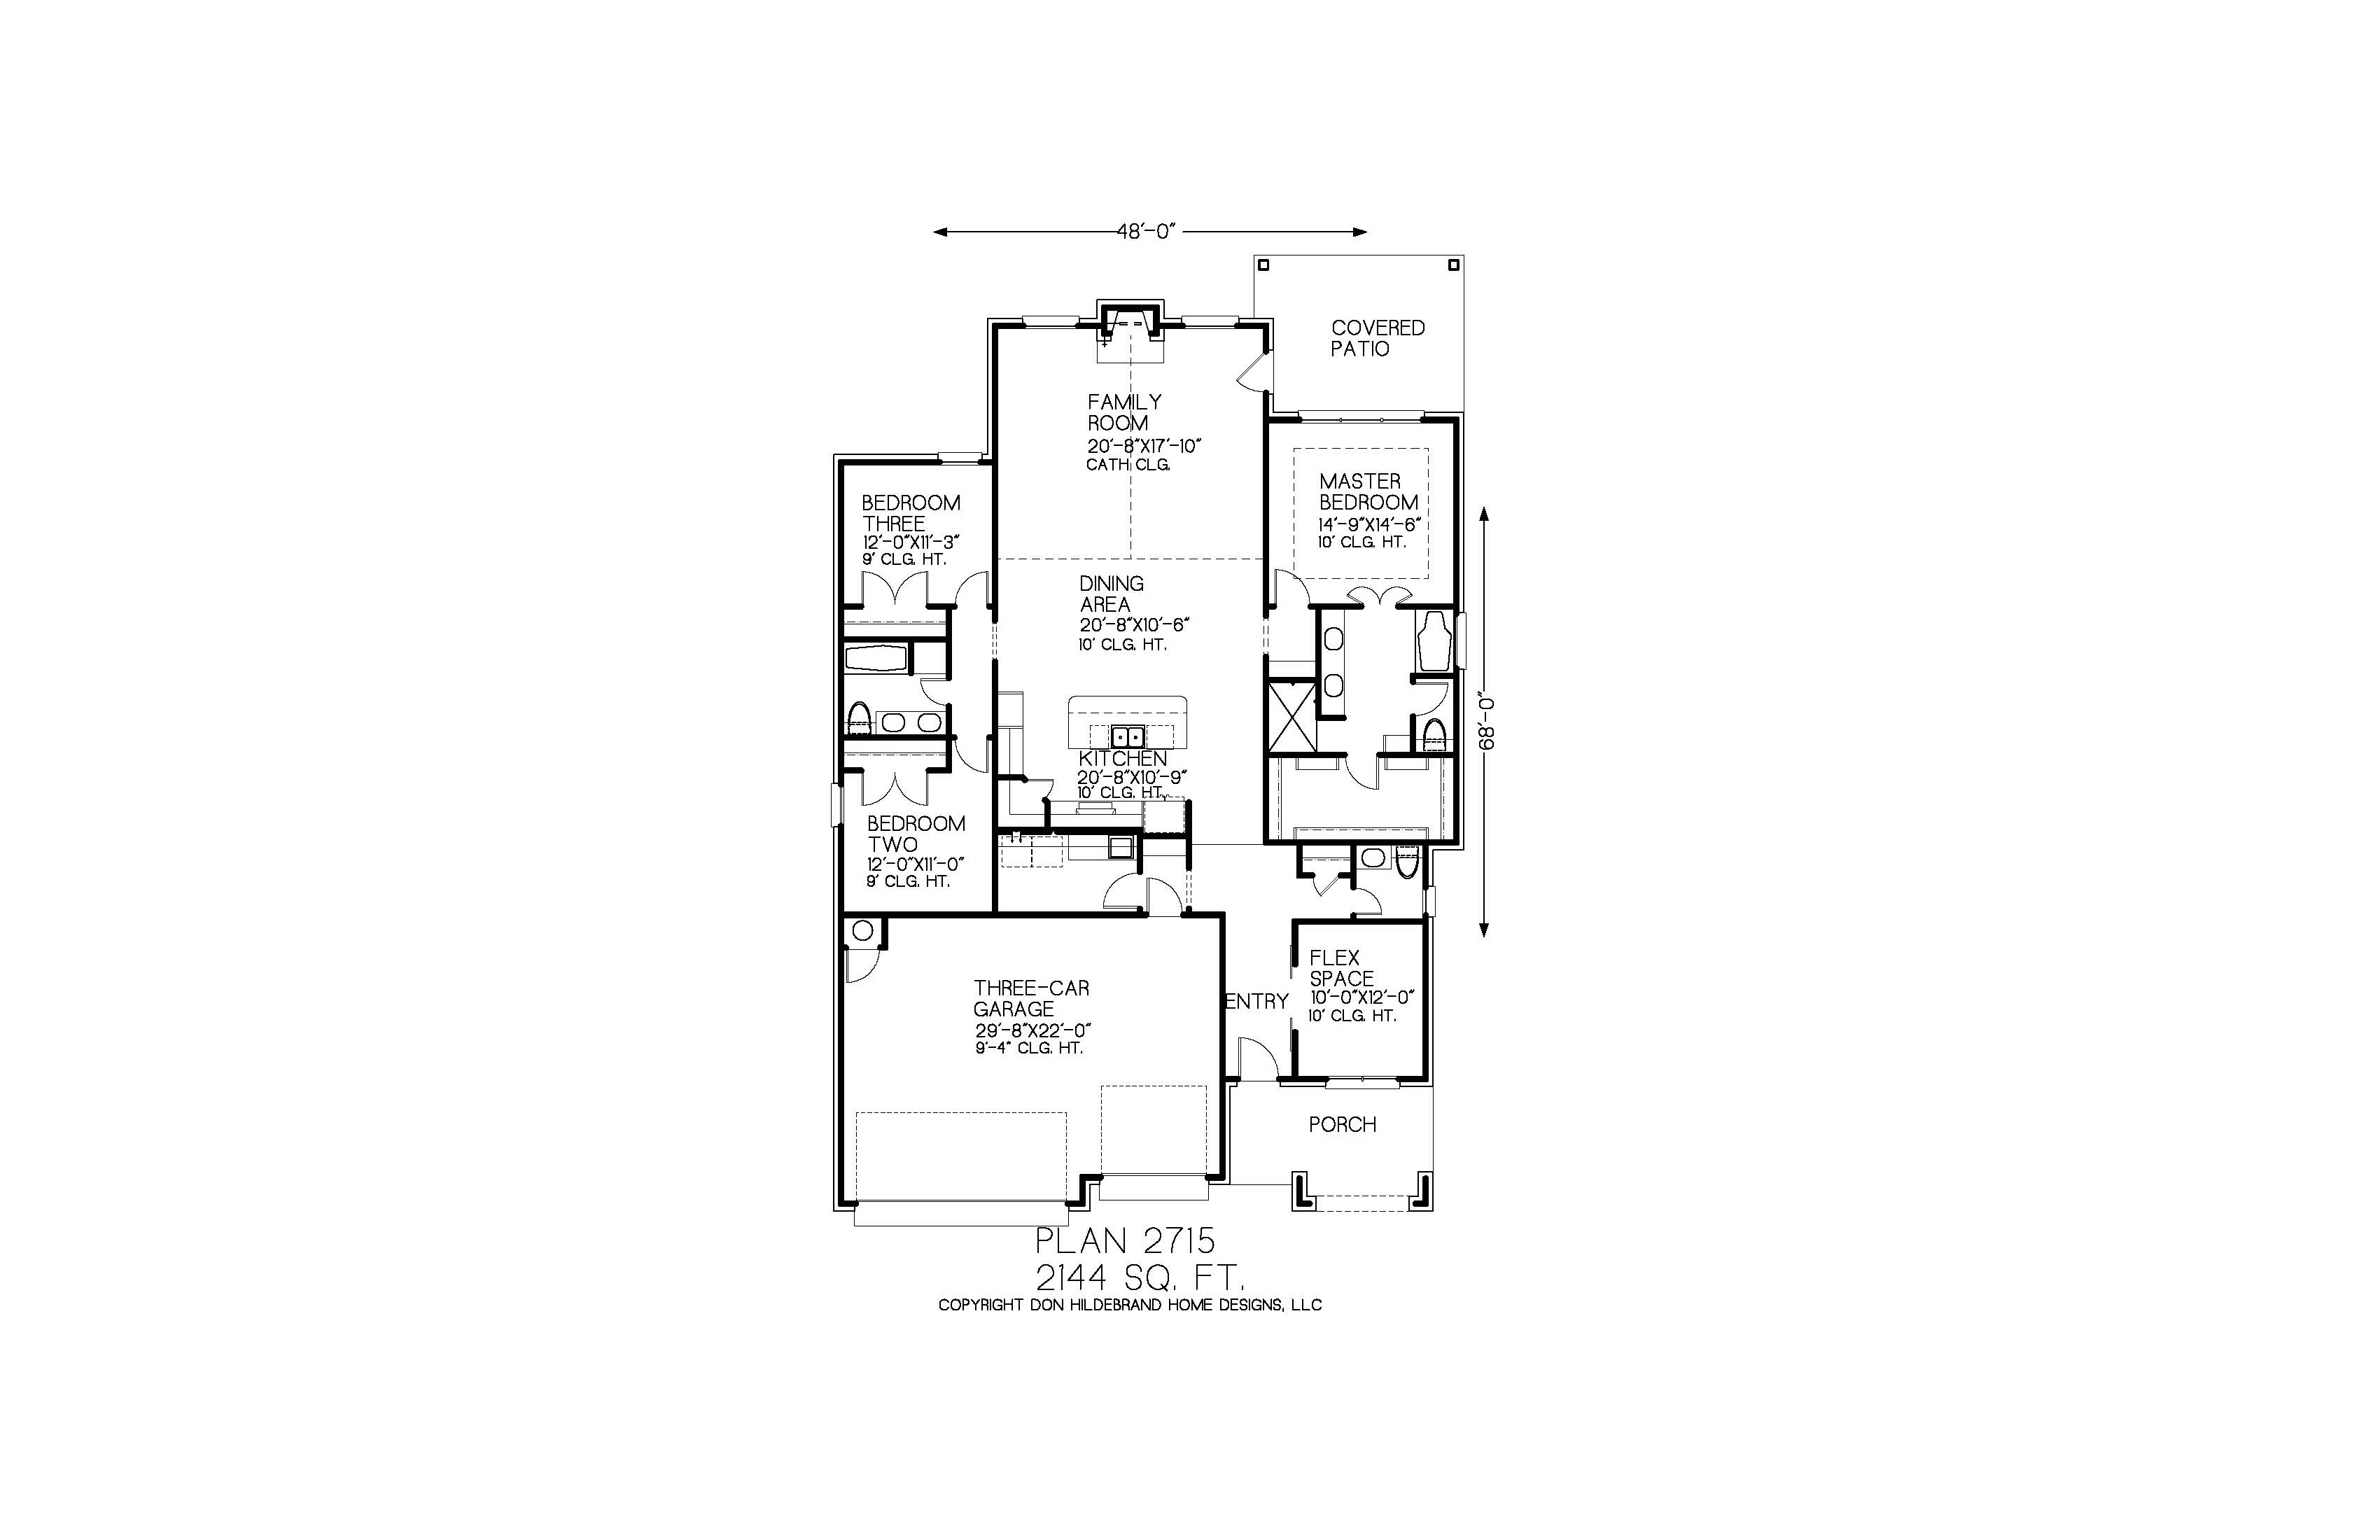 48'-0"
COVERED
PATIO
FAMILY
ROOM
20'-8"X17'-10"
CATH CLG.
MASTER
BEDROOM
14'-9"X14'-6"
10' CLG. HT.
BEDROOM
THREE
12'-0"X11'-3"
9' CLG. HT.
DINING
AREA
20'-8"X10'-6"
10' CLG. HT.
68'-0"
KITCHEN
20'-8"X10'-9"
10' CLG. HT.
BEDROOM
TWO
12'-0"X11'-0"
9' CLG. HT.
FLEX
SPACE
10'-0"X12'-0"
10' CLG. HT.
ENTRY
THREE-CAR
GARAGE
29'-8"X22'-0"
9'-4" CLG. HT.
PORCH
PLAN 2715
2144 SQ. FT.
COPYRIGHT DON HILDEBRAND HOME DESIGNS, LLC